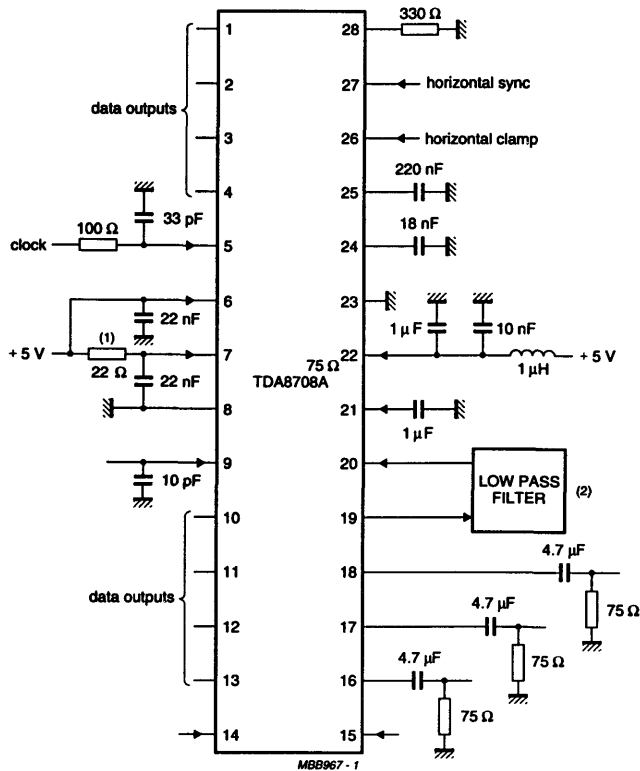 330 Ω
1
28
2
27
horizontal sync
data outputs
3
26
horizontal clamp
220 nF
4
25
33 pF
18 nF
100 Ω
clock
5
24
6
23
22 nF
1 µF
10 nF
(1)
+ 5 V
7
75 Ω
22
+ 5 V
22 Ω
1 µH
TDA8708A
22 nF
8
21
1 µF
9
20
10 pF
LOW PASS
FILTER
(2)
10
19
4.7 µF
11
18
data outputs
4.7 µF
75 Ω
12
17
4.7 µF
75 Ω
13
16
75 Ω
14
15
MBB967 - 1